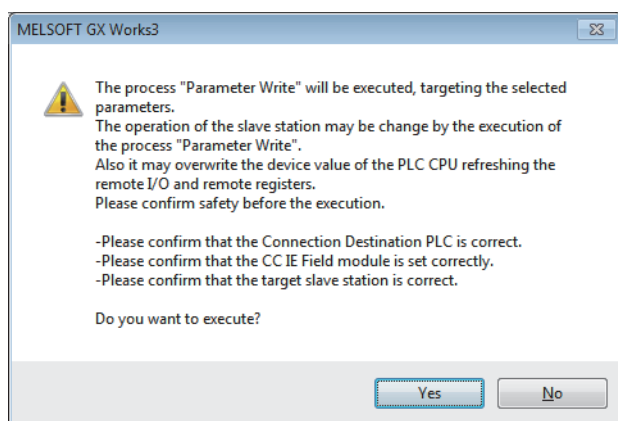 MELSOFT GX Works3
The process "Parameter Write" will be executed, targeting the selected
parameters.
The operation of the slave station may be change by the execution of
the process "Parameter Write".
Also it may overwrite the device value of the PLC CPU refreshing the
remote I/O and remote registers.
Please confirm safety before the execution.
-Please confirm that the Connection Destination PLC is correct.
-Please confirm that the CC IE Field module is set correctly.
-Please confirm that the target slave station is correct.
Do you want to execute?
Yes
No